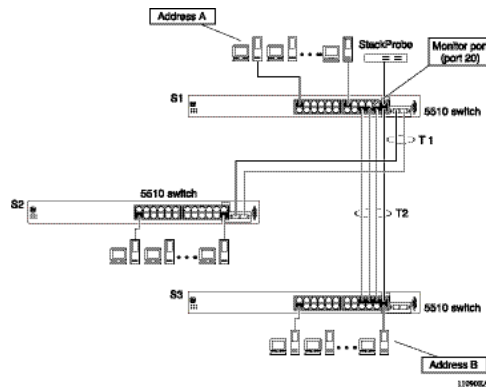 Address A
StackProbe
Monitor port
(port 20)
S1
5510 switch
T1
5510 switch
S2
T2
S3
5510 switch
Address B